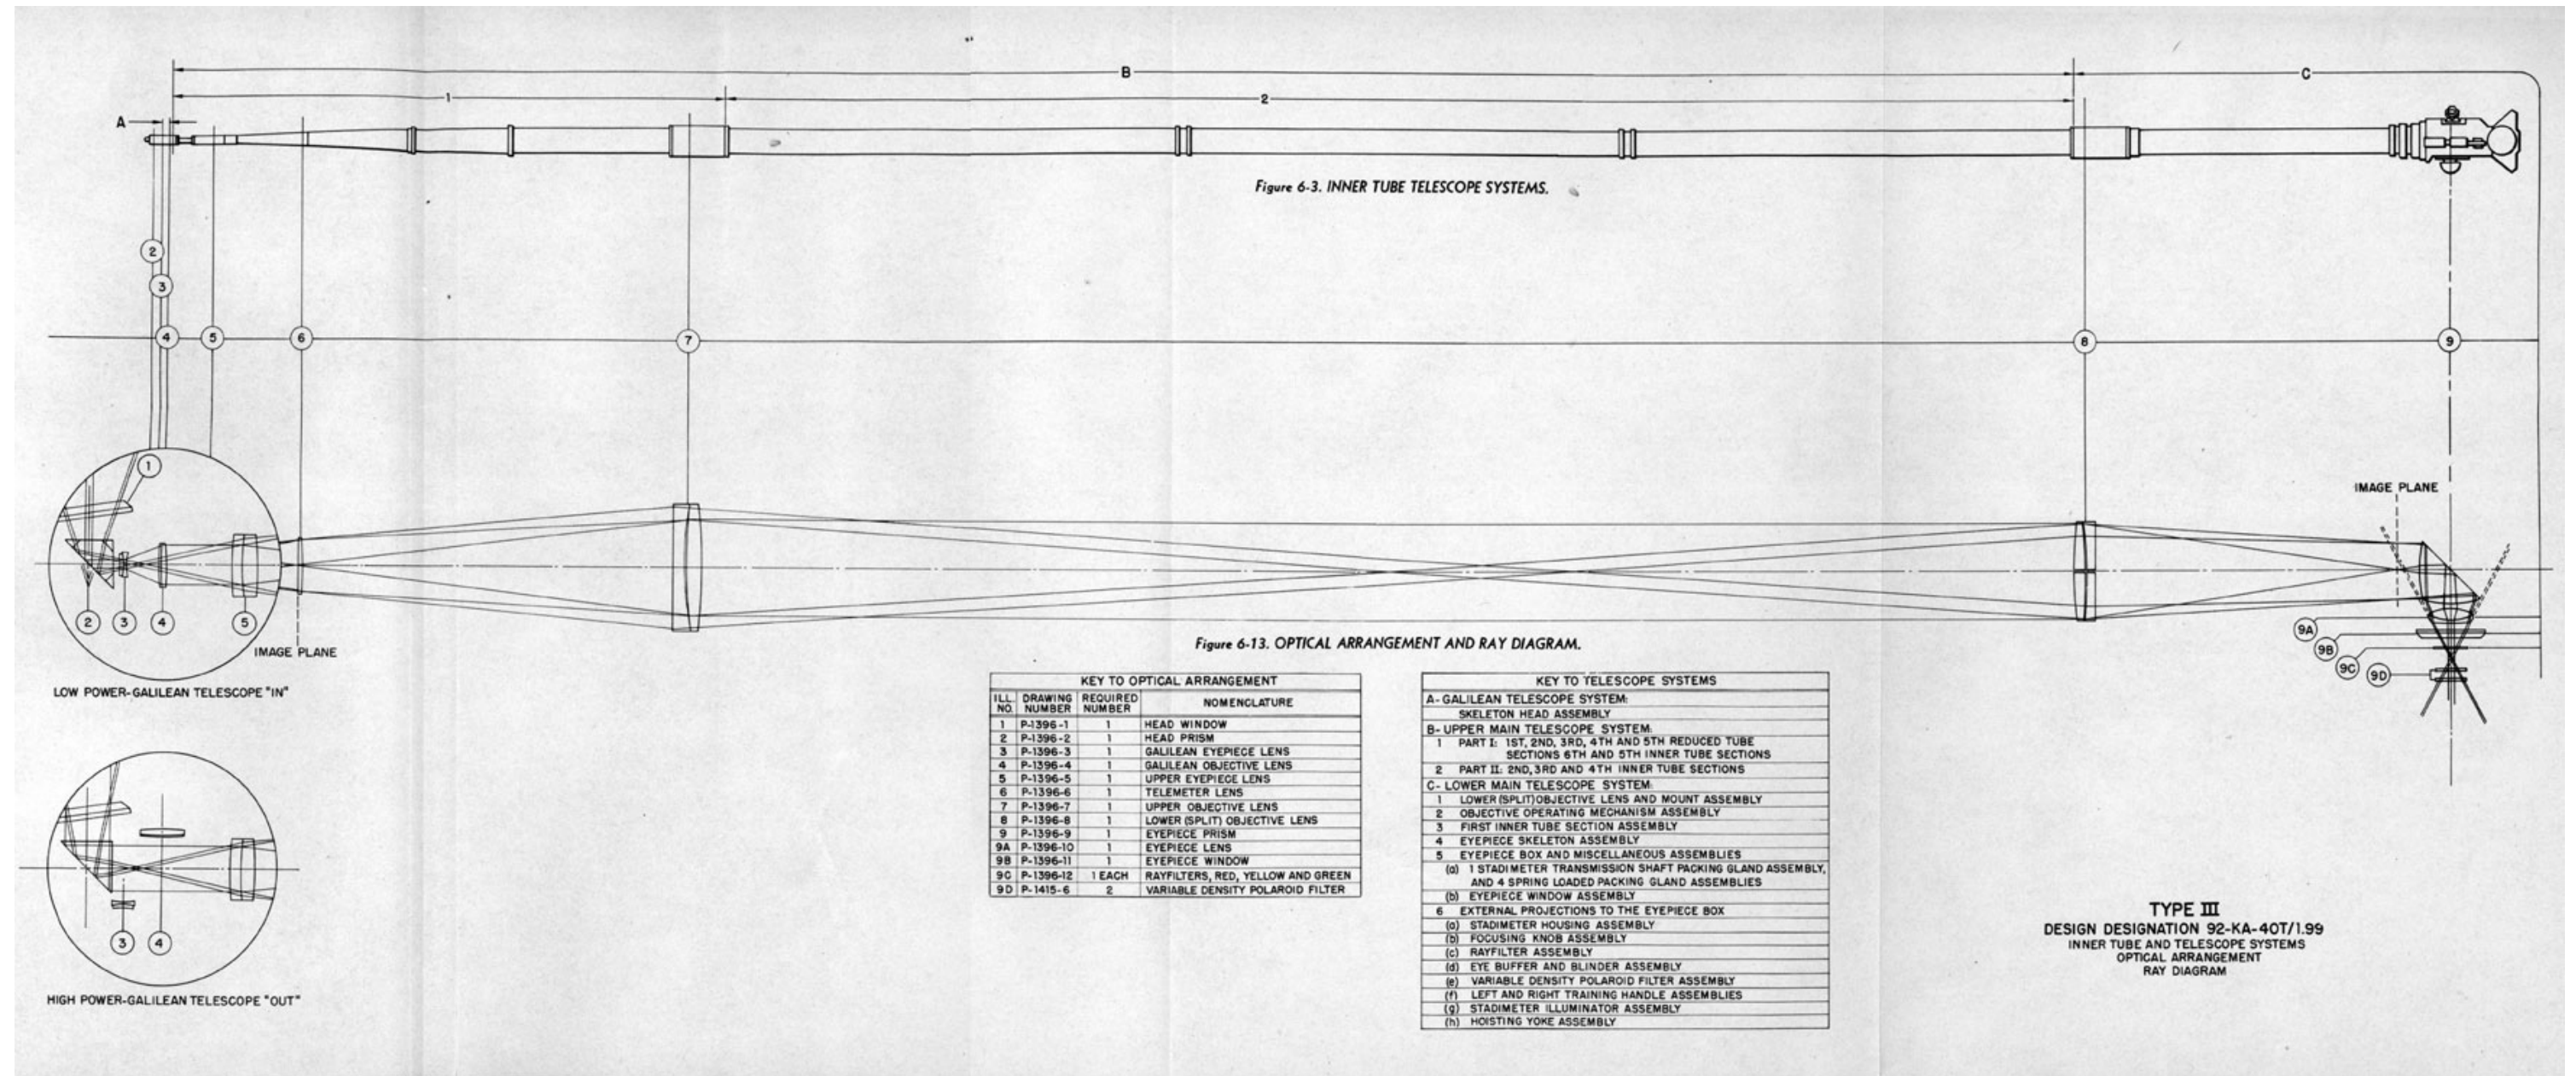 B
C
1
2
A
Figure 6-3. INNER TUBE TELESCOPE SYSTEMS.
2
3
4
5
6
7
8
9
1
IMAGE PLANE
2
3
4
5
IMAGE PLANE
9A
9B
9C
9D
Figure 6-13. OPTICAL ARRANGEMENT AND RAY DIAGRAM.
LOW POWER-GALILEAN TELESCOPE "IN"
3
4
HIGH POWER-GALILEAN TELESCOPE "OUT"
KEY TO OPTICAL ARRANGEMENT
ILL. NO. DRAWING NUMBER REQUIRED NUMBER NOMENCLATURE
1 P-1396-1 1 HEAD WINDOW
2 P-1396-2 1 HEAD PRISM
3 P-1396-3 1 GALILEAN EYEPIECE LENS
4 P-1396-4 1 GALILEAN OBJECTIVE LENS
5 P-1396-5 1 UPPER EYEPIECE LENS
6 P-1396-6 1 TELEMETER LENS
7 P-1396-7 1 UPPER OBJECTIVE LENS
8 P-1396-8 1 LOWER (SPLIT) OBJECTIVE LENS
9 P-1396-9 1 EYEPIECE PRISM
9A P-1396-10 1 EYEPIECE LENS
9B P-1396-11 1 EYEPIECE WINDOW
9C P-1396-12 1 EACH RAYFILTERS, RED, YELLOW AND GREEN
9D P-1415-6 2 VARIABLE DENSITY POLAROID FILTER
KEY TO TELESCOPE SYSTEMS
A- GALILEAN TELESCOPE SYSTEM:
SKELETON HEAD ASSEMBLY
B- UPPER MAIN TELESCOPE SYSTEM:
1 PART I: 1ST, 2ND, 3RD, 4TH AND 5TH REDUCED TUBE
SECTIONS 6TH AND 5TH INNER TUBE SECTIONS
2 PART II: 2ND, 3RD AND 4TH INNER TUBE SECTIONS
C- LOWER MAIN TELESCOPE SYSTEM:
1 LOWER (SPLIT) OBJECTIVE LENS AND MOUNT ASSEMBLY
2 OBJECTIVE OPERATING MECHANISM ASSEMBLY
3 FIRST INNER TUBE SECTION ASSEMBLY
4 EYEPIECE SKELETON ASSEMBLY
5 EYEPIECE BOX AND MISCELLANEOUS ASSEMBLIES
(a) 1 STADIMETER TRANSMISSION SHAFT PACKING GLAND ASSEMBLY,
AND 4 SPRING LOADED PACKING GLAND ASSEMBLIES
(b) EYEPIECE WINDOW ASSEMBLY
6 EXTERNAL PROJECTIONS TO THE EYEPIECE BOX
(a) STADIMETER HOUSING ASSEMBLY
(b) FOCUSING KNOB ASSEMBLY
(c) RAYFILTER ASSEMBLY
(d) EYE BUFFER AND BLINDER ASSEMBLY
(e) VARIABLE DENSITY POLAROID FILTER ASSEMBLY
(f) LEFT AND RIGHT TRAINING HANDLE ASSEMBLIES
(g) STADIMETER ILLUMINATOR ASSEMBLY
(h) HOISTING YOKE ASSEMBLY
TYPE III
DESIGN DESIGNATION 92-KA-40T/1.99
INNER TUBE AND TELESCOPE SYSTEMS
OPTICAL ARRANGEMENT
RAY DIAGRAM